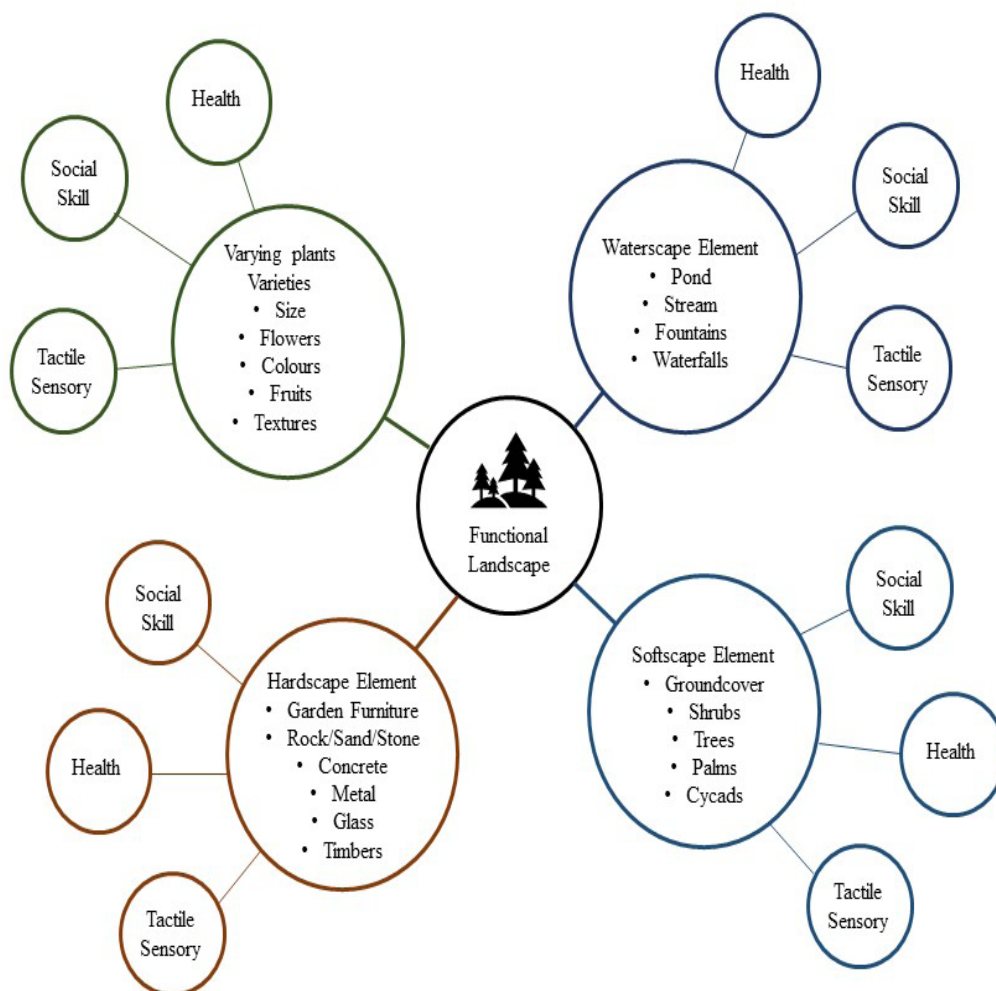 Health
Social
Skill
Tactile
Sensory
Varying plants
Varieties
• Size
• Flowers
• Colours
• Fruits
• Textures
Health
Social
Skill
Tactile
Sensory
Waterscape Element
• Pond
• Stream
• Fountains
• Waterfalls
Functional
Landscape
Social
Skill
Health
Tactile
Sensory
Hardscape Element
• Garden Furniture
• Rock/Sand/Stone
• Concrete
• Metal
• Glass
• Timbers
Social
Skill
Health
Tactile
Sensory
Softscape Element
• Groundcover
• Shrubs
• Trees
• Palms
• Cycads